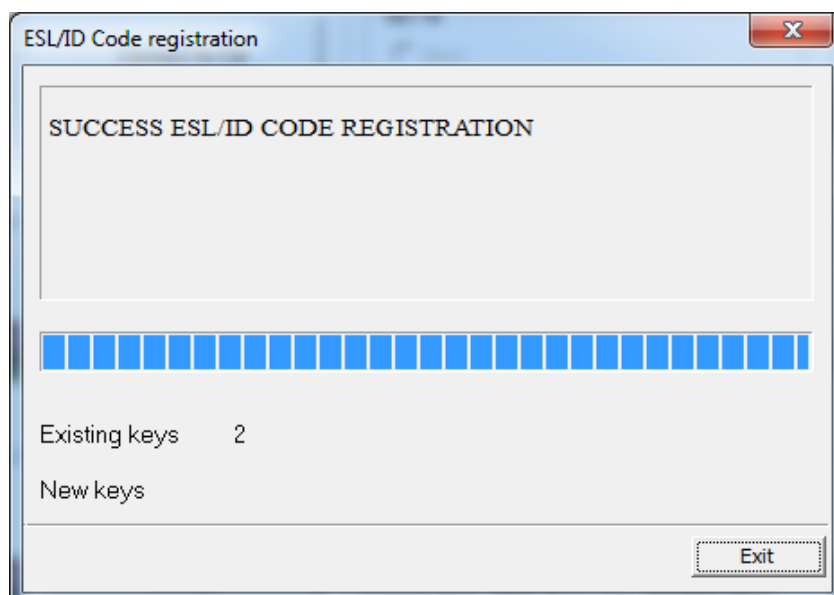 ESL/ID Code registration
SUCCESS ESL/ID CODE REGISTRATION
Existing keys 2
New keys
Exit